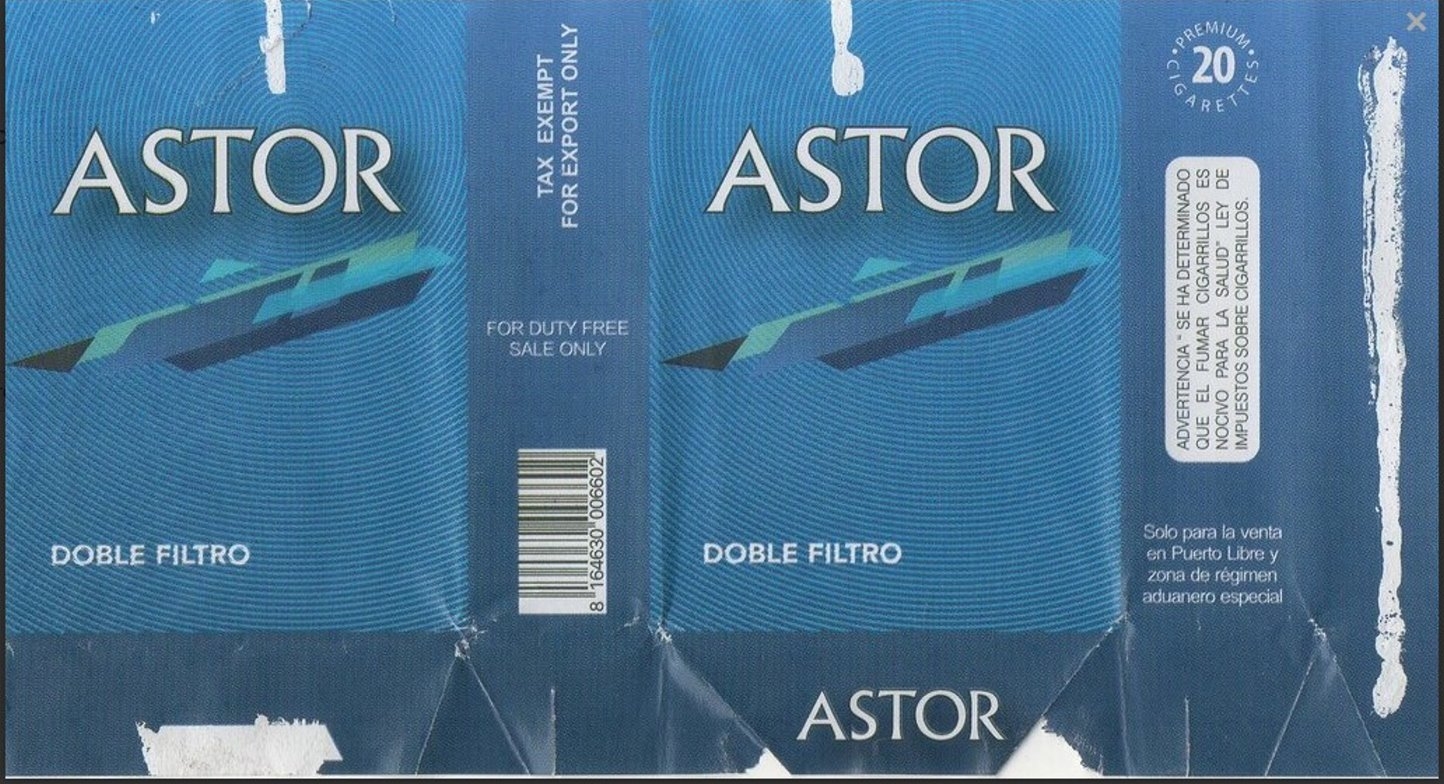 ASTOR
DOBLE FILTRO
TAX EXEMPT
FOR EXPORT ONLY
FOR DUTY FREE
SALE ONLY
8 164630 006602
ASTOR
DOBLE FILTRO
ASTOR
PREMIUM
20
CIGARETTES
ADVERTENCIA " SE HA DETERMINADO
QUE EL FUMAR CIGARRILLOS ES
NOCIVO PARA LA SALUD" LEY DE
IMPUESTOS SOBRE CIGARRILLOS.
Solo para la venta
en Puerto Libre y
zona de régimen
aduanero especial